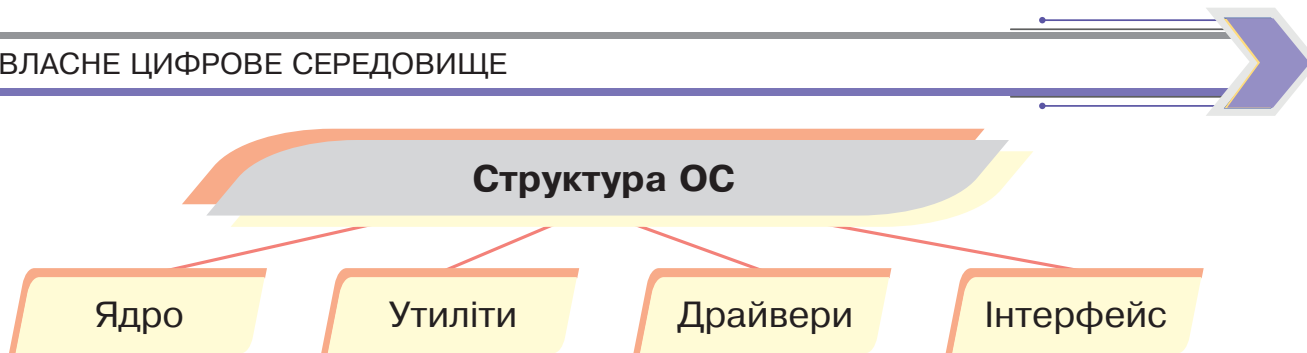 ВЛАСНЕ ЦИФРОВЕ СЕРЕДОВИЩЕ
Структура ОС
Ядро
Утиліти
Драйвери
Інтерфейс